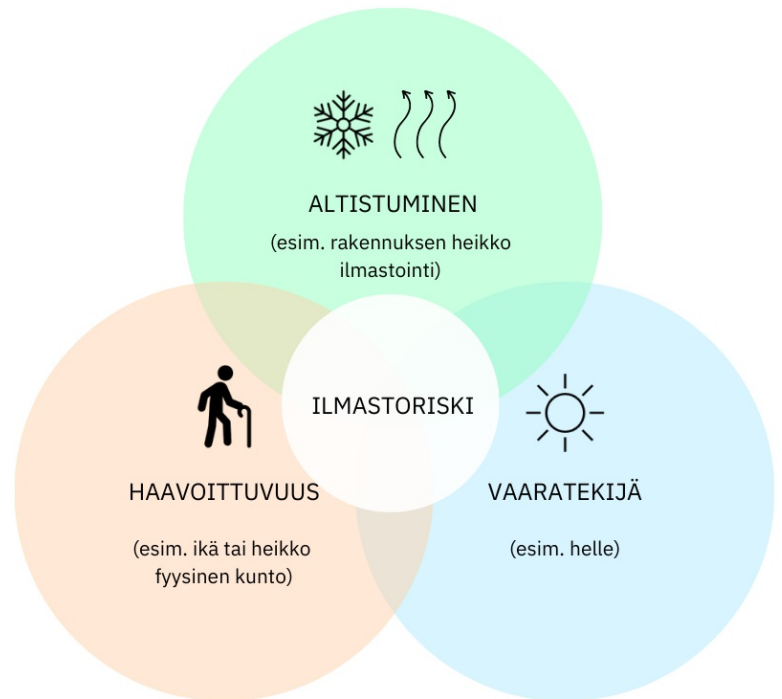 ALTISTUMINEN
(esim. rakennuksen heikko
ilmastointi)
ILMASTORISKI
HAAVOITTUVUUS
(esim. ikä tai heikko
fyysinen kunto)
VAARATEKIJÄ
(esim. helle)